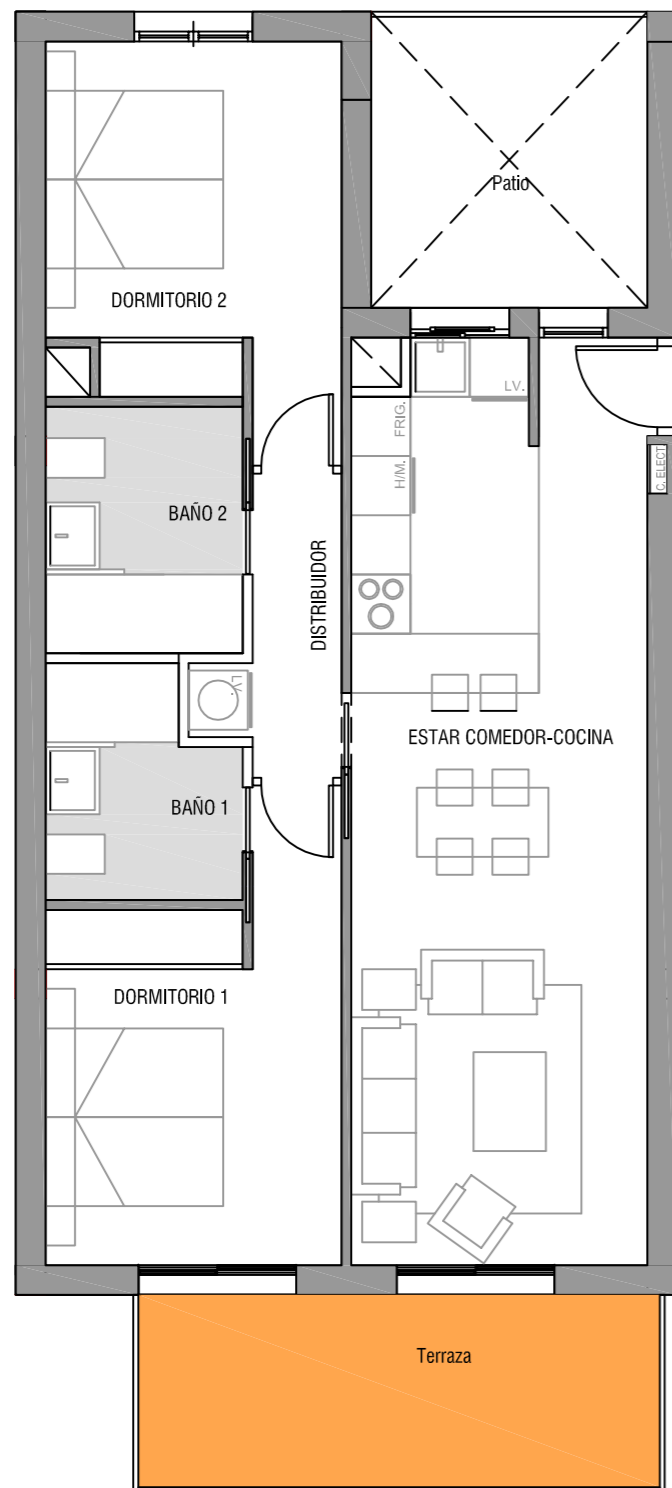 Patio
DORMITORIO 2
LV.
FRIG.
C. ELECT
H/M.
BAÑO 2
DISTRIBUIDOR
LV.
ESTAR COMEDOR-COCINA
BAÑO 1
DORMITORIO 1
Terraza